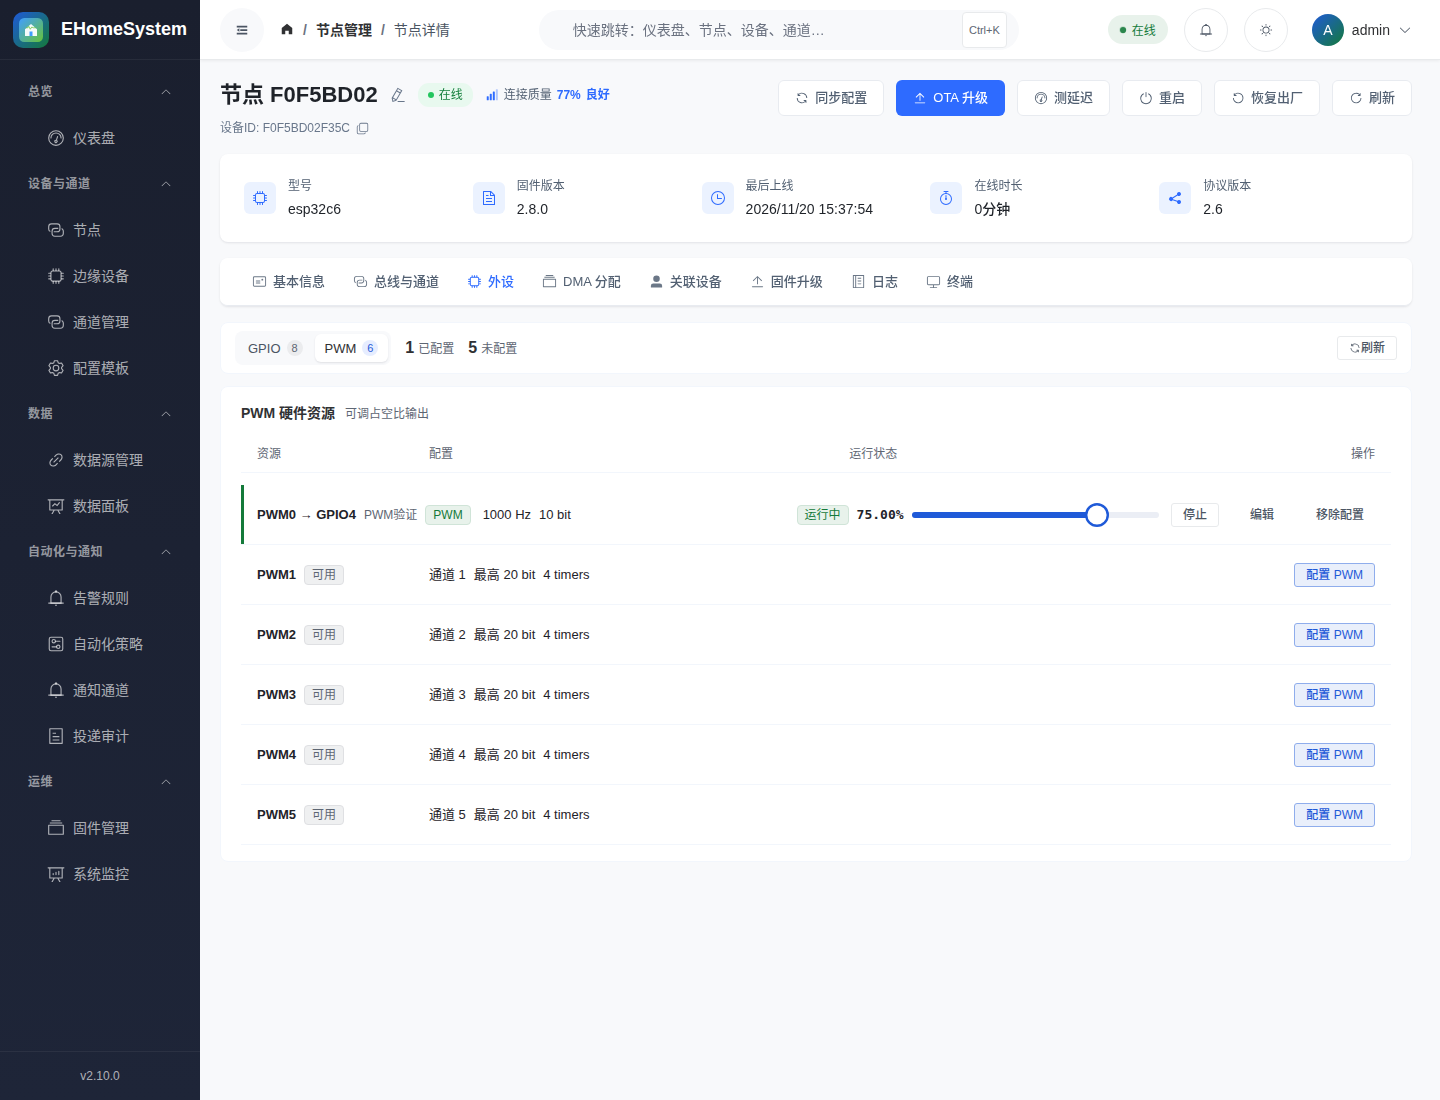 EHomeSystem
/ 节点管理 / 节点详情
快速跳转：仪表盘、节点、设备、通道…
Ctrl+K
在线
A
admin
总览
仪表盘
设备与通道
节点
边缘设备
通道管理
配置模板
数据
数据源管理
数据面板
自动化与通知
告警规则
自动化策略
通知通道
投递审计
运维
固件管理
系统监控
v2.10.0
节点 F0F5BD02 在线 连接质量 77% 良好
同步配置 OTA 升级 测延迟 重启 恢复出厂 刷新
设备ID: F0F5BD02F35C
型号
esp32c6
固件版本
2.8.0
最后上线
2026/11/20 15:37:54
在线时长
0分钟
协议版本
2.6
基本信息 总线与通道 外设 DMA 分配 关联设备 固件升级 日志 终端
GPIO 8 PWM 6 1 已配置 5 未配置 刷新
PWM 硬件资源 可调占空比输出
资源 配置 运行状态 操作
PWM0 → GPIO4 PWM验证 PWM 1000 Hz 10 bit 运行中 75.00% 停止 编辑 移除配置
PWM1 可用 通道 1 最高 20 bit 4 timers 配置 PWM
PWM2 可用 通道 2 最高 20 bit 4 timers 配置 PWM
PWM3 可用 通道 3 最高 20 bit 4 timers 配置 PWM
PWM4 可用 通道 4 最高 20 bit 4 timers 配置 PWM
PWM5 可用 通道 5 最高 20 bit 4 timers 配置 PWM